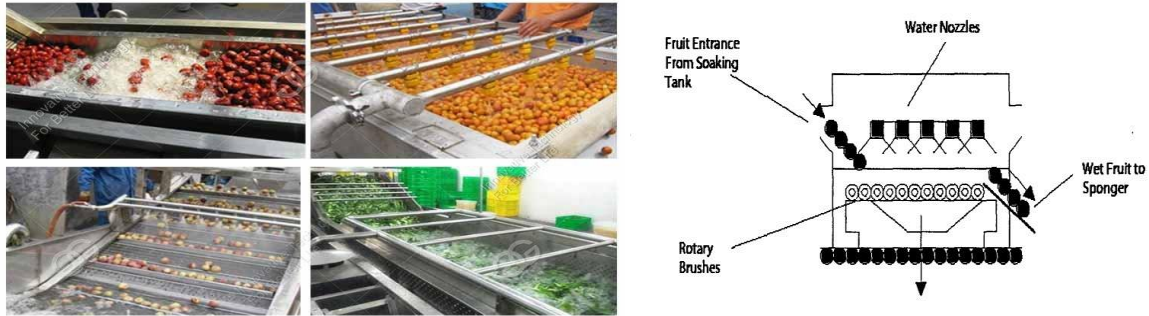 Water Nozzles
Fruit Entrance
From Soaking
Tank
Wet Fruit to
Sponger
Rotary
Brushes